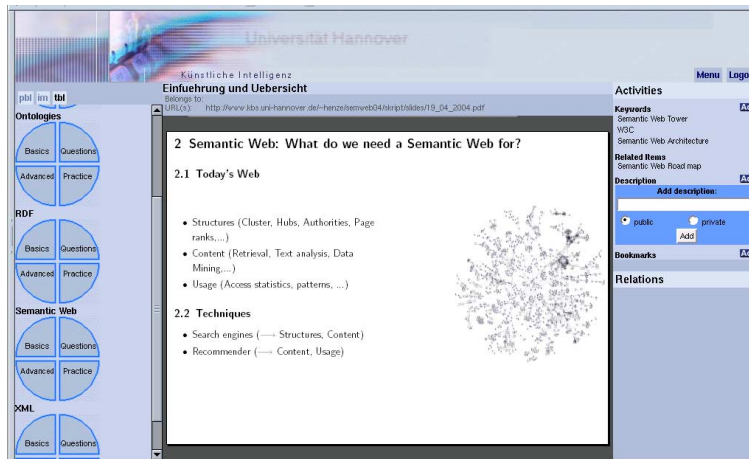 Universität Hannover
Künstliche Intelligenz
Menu Logo
pbl im tbl
Ontologies
Basics Questions
Advanced Practice
RDF
Basics Questions
Advanced Practice
Semantic Web
Basics Questions
Advanced Practice
XML
Basics Questions
Einfuehrung und Uebersicht
Belongs to:
URL(s): http://www.kbs.uni-hannover.de/~henze/semweb04/skript/slides/19_04_2004.pdf
2 Semantic Web: What do we need a Semantic Web for?
2.1 Today's Web
• Structures (Cluster, Hubs, Authorities, Page
ranks,...)
• Content (Retrieval, Text analysis, Data
Mining,...)
• Usage (Access statistics, patterns, ...)
2.2 Techniques
• Search engines (⟶ Structures, Content)
• Recommender (⟶ Content, Usage)
Activities
Keywords Ad
Semantic Web Tower
W3C
Semantic Web Architecture
Related Items Ad
Semantic Web Road map
Description Ad
Add description:
public private
Add
Bookmarks Ad
Relations